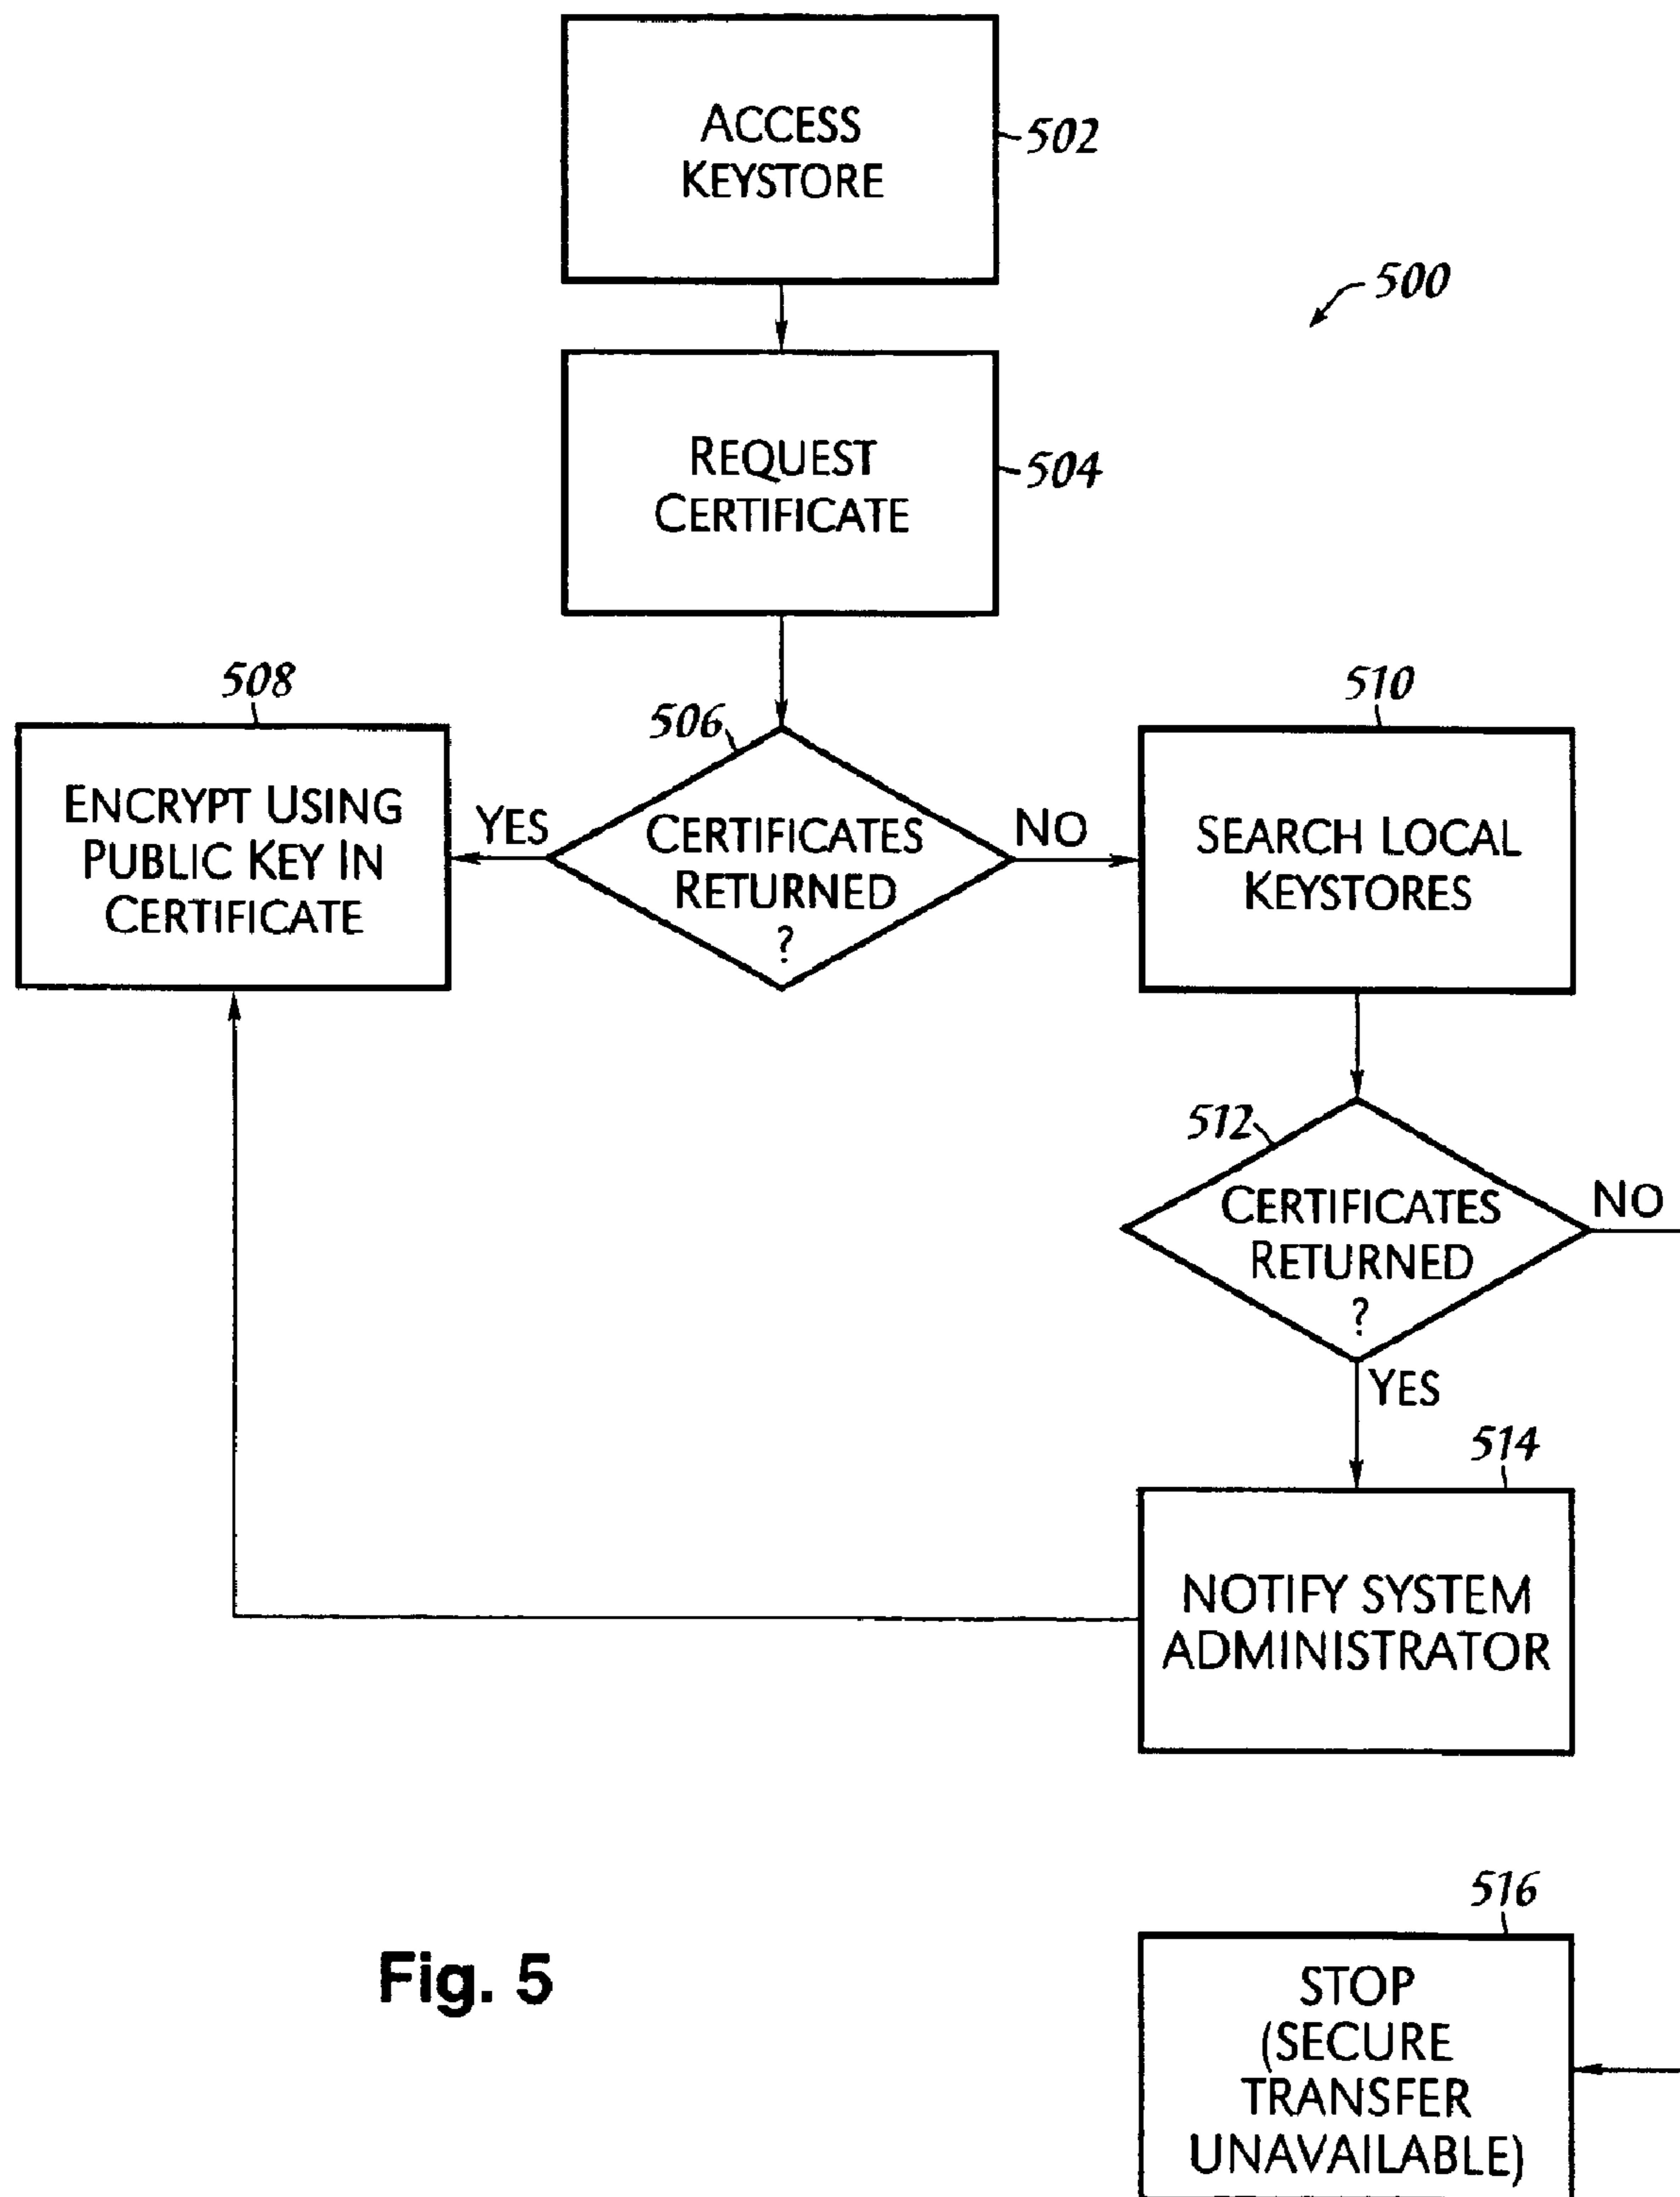 ACCESS
KEYSTORE
502
500
REQUEST
CERTIFICATE
504
508
ENCRYPT USING
PUBLIC KEY IN
CERTIFICATE
YES
506
CERTIFICATES
RETURNED
?
NO
510
SEARCH LOCAL
KEYSTORES
512
CERTIFICATES
RETURNED
?
NO
YES
514
NOTIFY SYSTEM
ADMINISTRATOR
516
STOP
(SECURE
TRANSFER
UNAVAILABLE)
Fig. 5